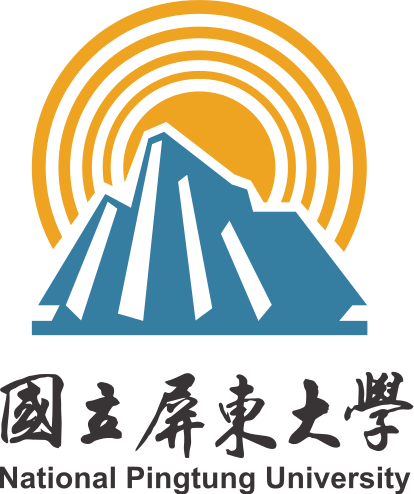 國立屏東大學
National Pingtung University